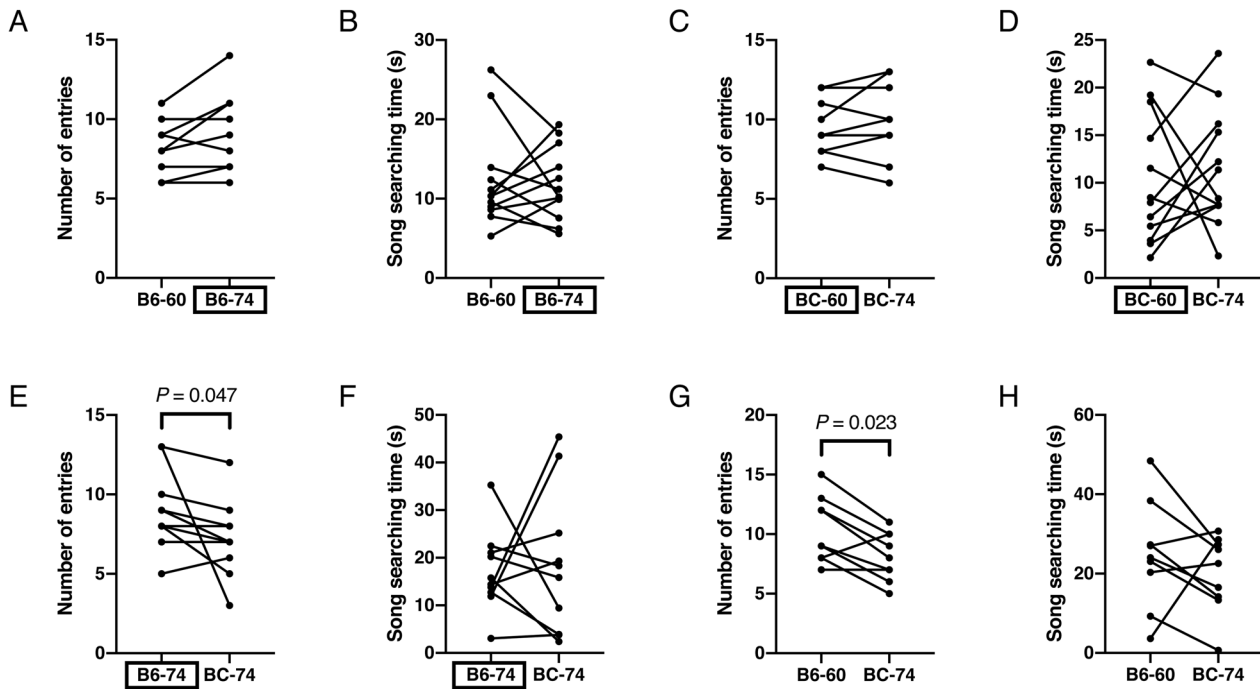 A
Number of entries
15
10
5
0
B6-60 B6-74
B
Song searching time (s)
30
20
10
0
B6-60 B6-74
C
Number of entries
15
10
5
0
BC-60 BC-74
D
Song searching time (s)
25
20
15
10
5
0
BC-60 BC-74
E
Number of entries
P = 0.047
15
10
5
0
B6-74 BC-74
F
Song searching time (s)
50
40
30
20
10
0
B6-74 BC-74
G
Number of entries
P = 0.023
20
15
10
5
0
B6-60 BC-74
H
Song searching time (s)
60
40
20
0
B6-60 BC-74